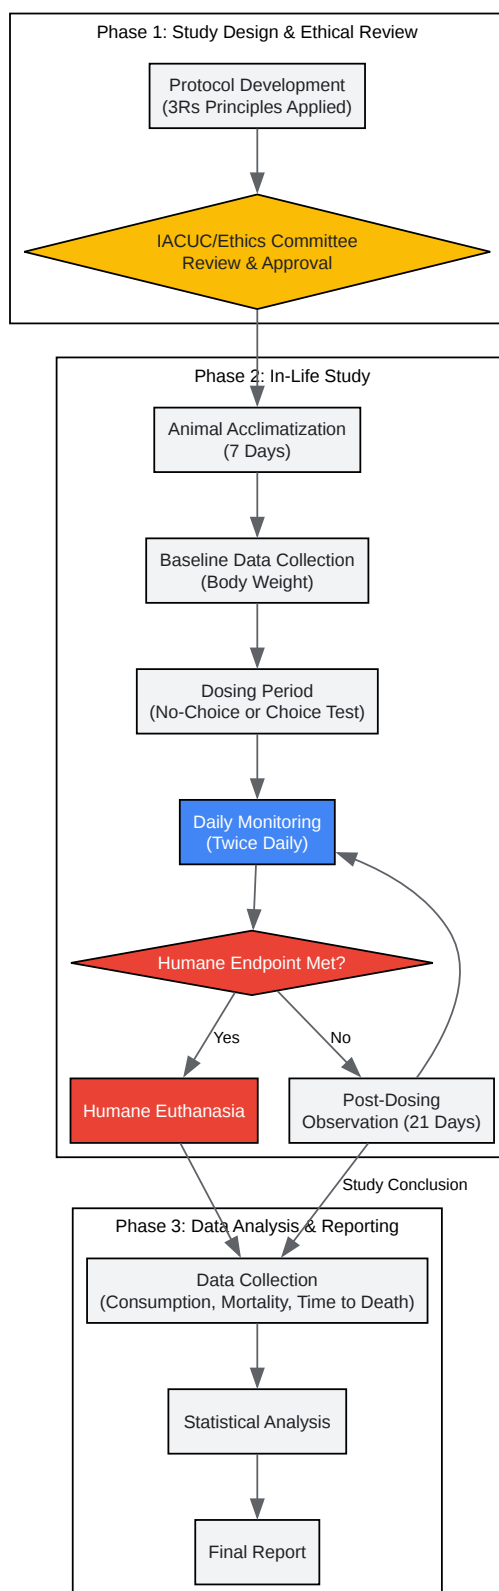 Phase 1: Study Design & Ethical Review
Protocol Development
(3Rs Principles Applied)
IACUC/Ethics Committee
Review & Approval
Phase 2: In-Life Study
Animal Acclimatization
(7 Days)
Baseline Data Collection
(Body Weight)
Dosing Period
(No-Choice or Choice Test)
Daily Monitoring
(Twice Daily)
Humane Endpoint Met?
Yes
No
Humane Euthanasia
Post-Dosing
Observation (21 Days)
Study Conclusion
Phase 3: Data Analysis & Reporting
Data Collection
(Consumption, Mortality, Time to Death)
Statistical Analysis
Final Report